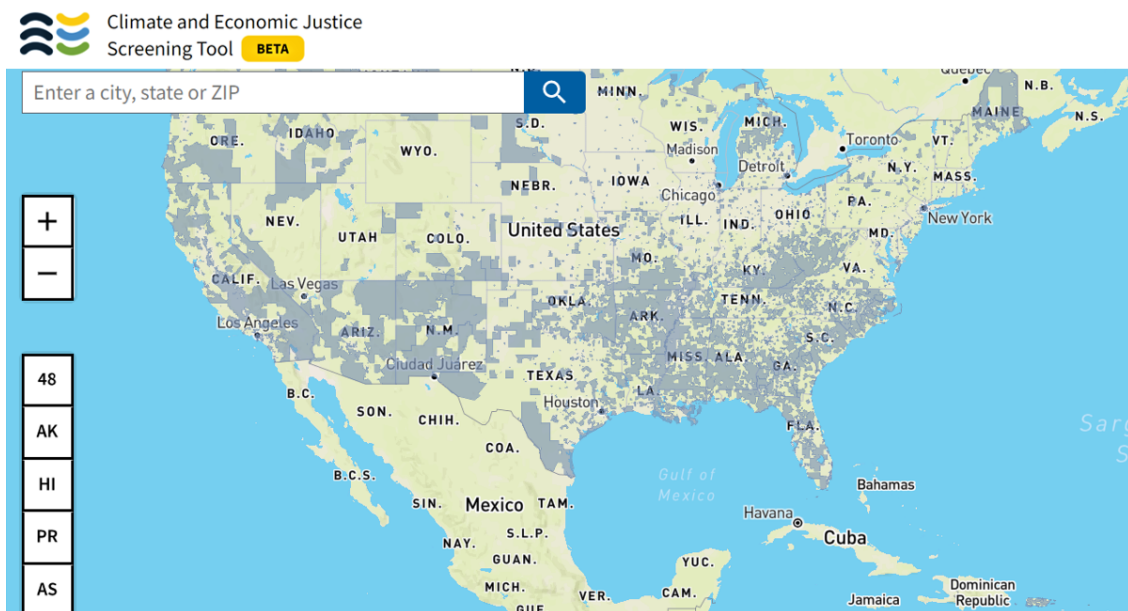 Climate and Economic Justice
Screening Tool BETA
Enter a city, state or ZIP
MINN.
Québec
N.B.
MAINE
N.S.
ORE.
IDAHO
WYO.
S.D.
WIS.
MICH.
Toronto
VT.
Madison
Detroit
N.Y.
MASS.
NEBR.
IOWA
Chicago
PA.
NEV.
UTAH
COLO.
United States
ILL.
IND.
OHIO
MD.
New York
CALIF.
Las Vegas
MO.
KY.
VA.
Los Angeles
ARIZ.
N.M.
OKLA.
ARK.
TENN.
N.C.
S.C.
Ciudad Juárez
TEXAS
MISS
ALA.
GA.
B.C.
Houston
LA.
SON.
CHIH.
FLA.
COA.
B.C.S.
Gulf of
Mexico
Bahamas
SIN.
Mexico
TAM.
Havana
Cuba
NAY.
S.L.P.
GUAN.
YUC.
MICH.
VER.
CAM.
Jamaica
Dominican
Republic
+
−
48
AK
HI
PR
AS